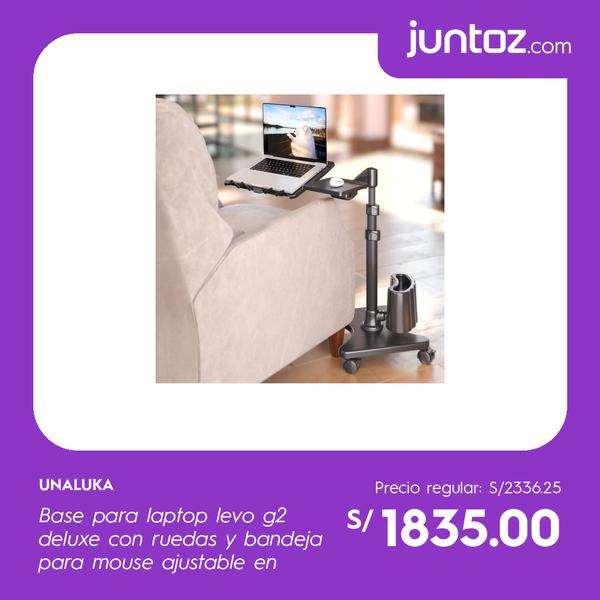 juntoz.com
UNALUKA
Base para laptop levo g2
deluxe con ruedas y bandeja
para mouse ajustable en
Precio regular: S/2336.25
S/1835.00